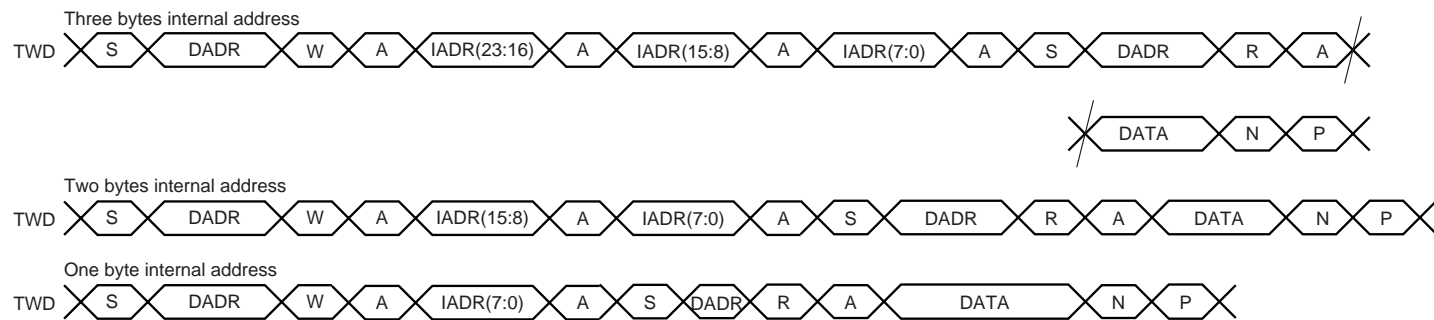 Three bytes internal address
TWD S DADR W A IADR(23:16) A IADR(15:8) A IADR(7:0) A S DADR R A
DATA N P
Two bytes internal address
TWD S DADR W A IADR(15:8) A IADR(7:0) A S DADR R A DATA N P
One byte internal address
TWD S DADR W A IADR(7:0) A S DADR R A DATA N P